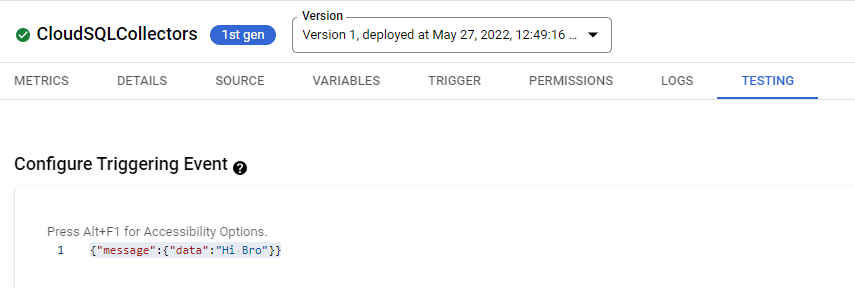 CloudSQLCollectors
1st gen
Version
Version 1, deployed at May 27, 2022, 12:49:16 ...
METRICS
DETAILS
SOURCE
VARIABLES
TRIGGER
PERMISSIONS
LOGS
TESTING
Configure Triggering Event ?
Press Alt+F1 for Accessibility Options.
1 {"message":{"data":"Hi Bro"}}